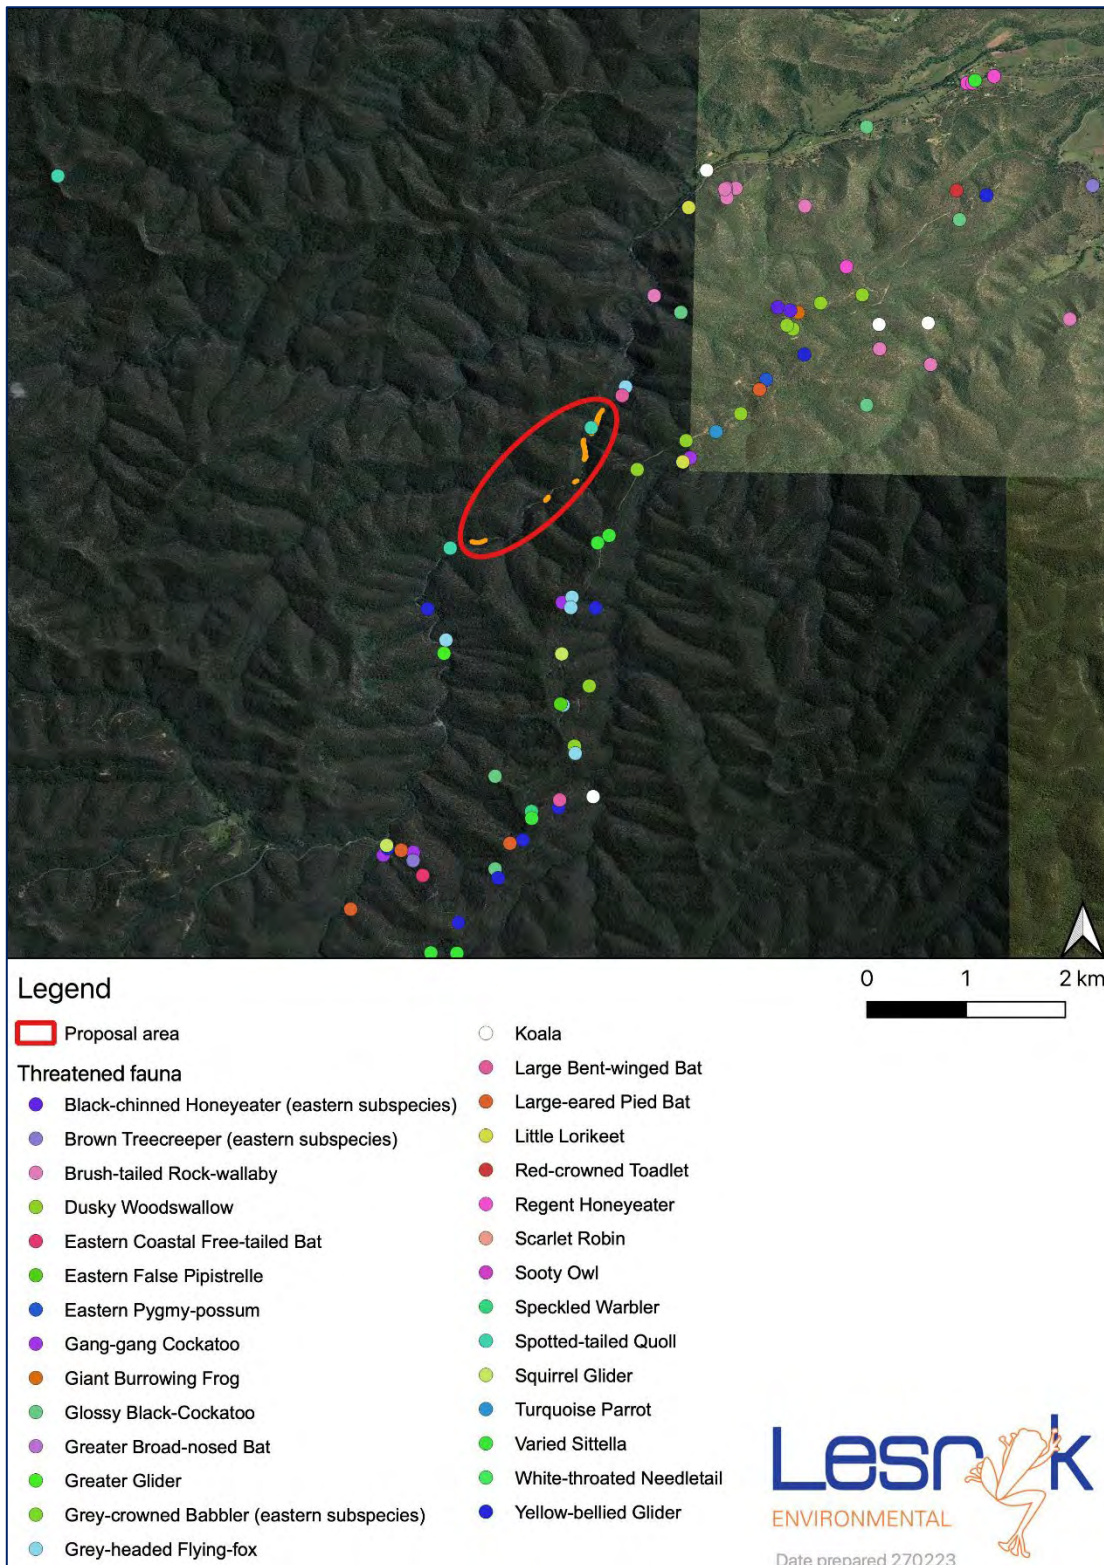 Legend
0 1 2 km
Proposal area
Threatened fauna
Black-chinned Honeyeater (eastern subspecies)
Brown Treecreeper (eastern subspecies)
Brush-tailed Rock-wallaby
Dusky Woodswallow
Eastern Coastal Free-tailed Bat
Eastern False Pipistrelle
Eastern Pygmy-possum
Gang-gang Cockatoo
Giant Burrowing Frog
Glossy Black-Cockatoo
Greater Broad-nosed Bat
Greater Glider
Grey-crowned Babbler (eastern subspecies)
Grey-headed Flying-fox
Koala
Large Bent-winged Bat
Large-eared Pied Bat
Little Lorikeet
Red-crowned Toadlet
Regent Honeyeater
Scarlet Robin
Sooty Owl
Speckled Warbler
Spotted-tailed Quoll
Squirrel Glider
Turquoise Parrot
Varied Sittella
White-throated Needletail
Yellow-bellied Glider
Lesryk
ENVIRONMENTAL
Date prepared 270223